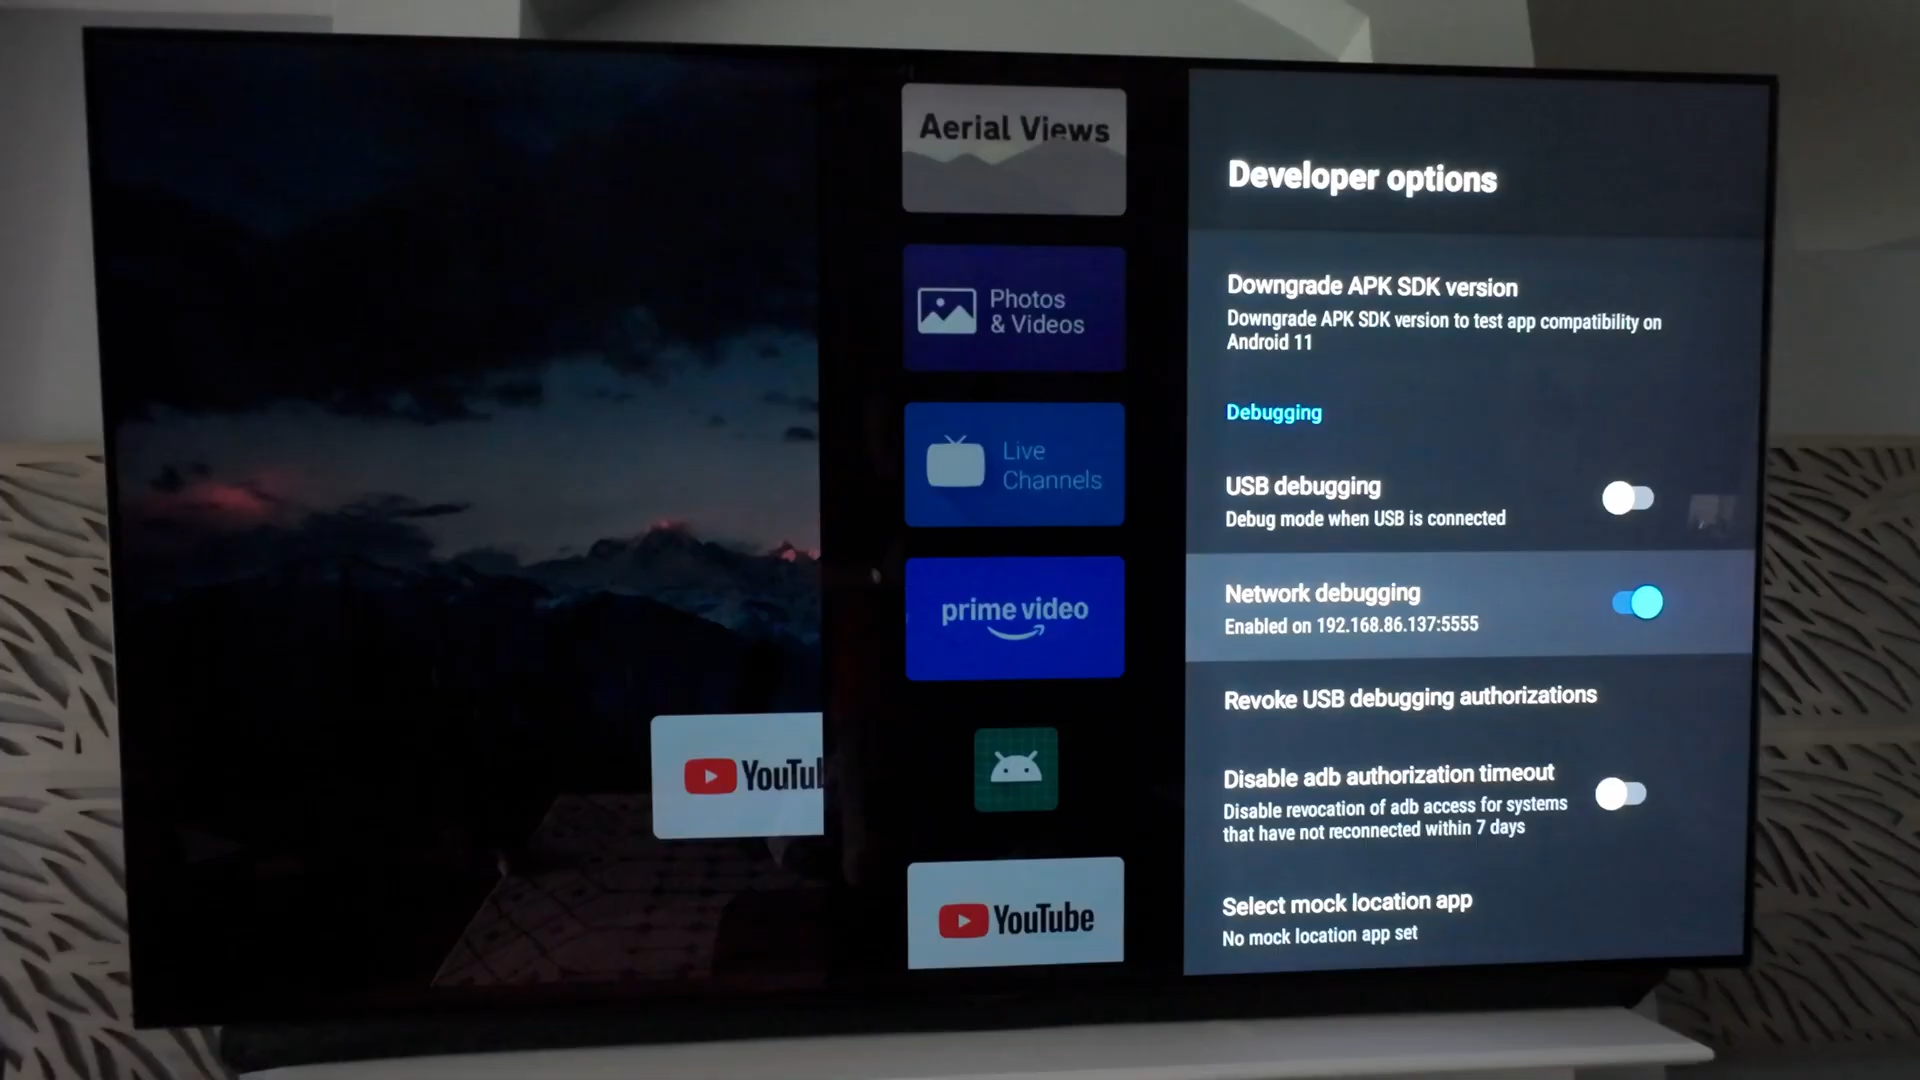 Aerial Views
Photos
& Videos
Live
Channels
prime video
YouTu
YouTube
Developer options
Downgrade APK SDK version
Downgrade APK SDK version to test app compatibility on
Android 11
Debugging
USB debugging
Debug mode when USB is connected
Network debugging
Enabled on 192.168.86.137:5555
Revoke USB debugging authorizations
Disable adb authorization timeout
Disable revocation of adb access for systems
that have not reconnected within 7 days
Select mock location app
No mock location app set